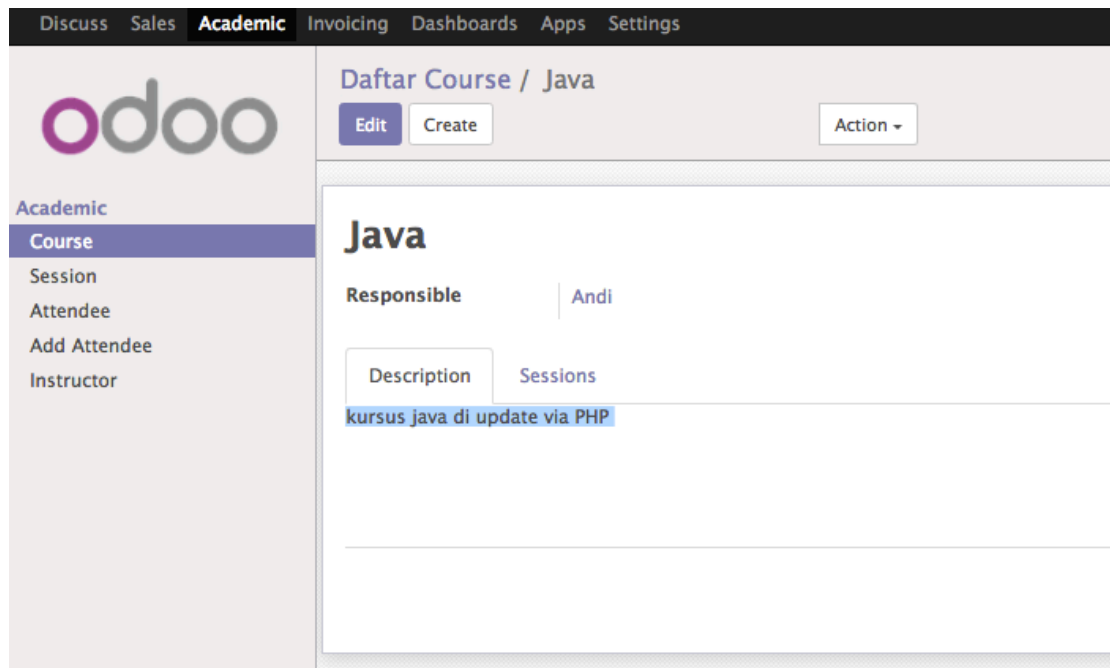 Discuss Sales Academic Invoicing Dashboards Apps Settings
odoo
Academic
Course
Session
Attendee
Add Attendee
Instructor
Daftar Course / Java
Edit Create Action
Java
Responsible Andi
Description Sessions
kursus java di update via PHP